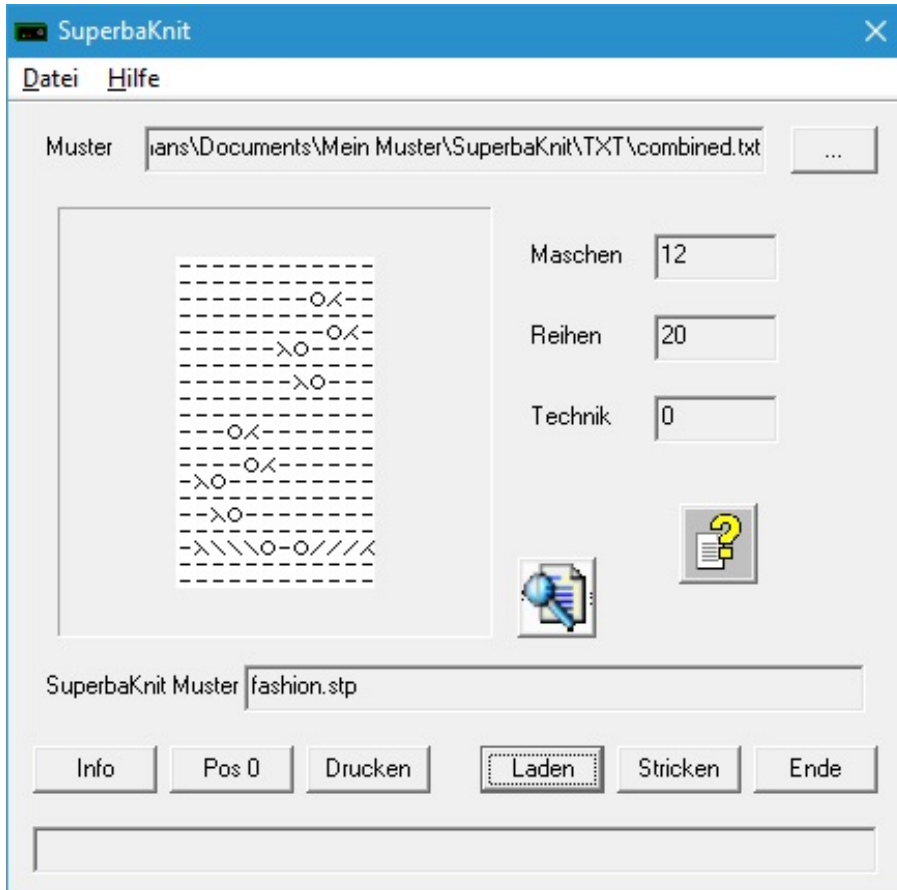 SuperbaKnit
Datei Hilfe
Muster ıans\Documents\Mein Muster\SuperbaKnit\TXT\combined.txt ...
------------
------------
--------O⋌--
------------
---------O⋌-
------⋋O----
------------
-------⋋O---
------------
------------
---O⋌-------
------------
----O⋌------
-⋋O---------
------------
--⋋O--------
------------
-⋋\\\O-O///⋌
------------
------------
Maschen 12
Reihen 20
Technik 0
SuperbaKnit Muster fashion.stp
Info Pos 0 Drucken Laden Stricken Ende